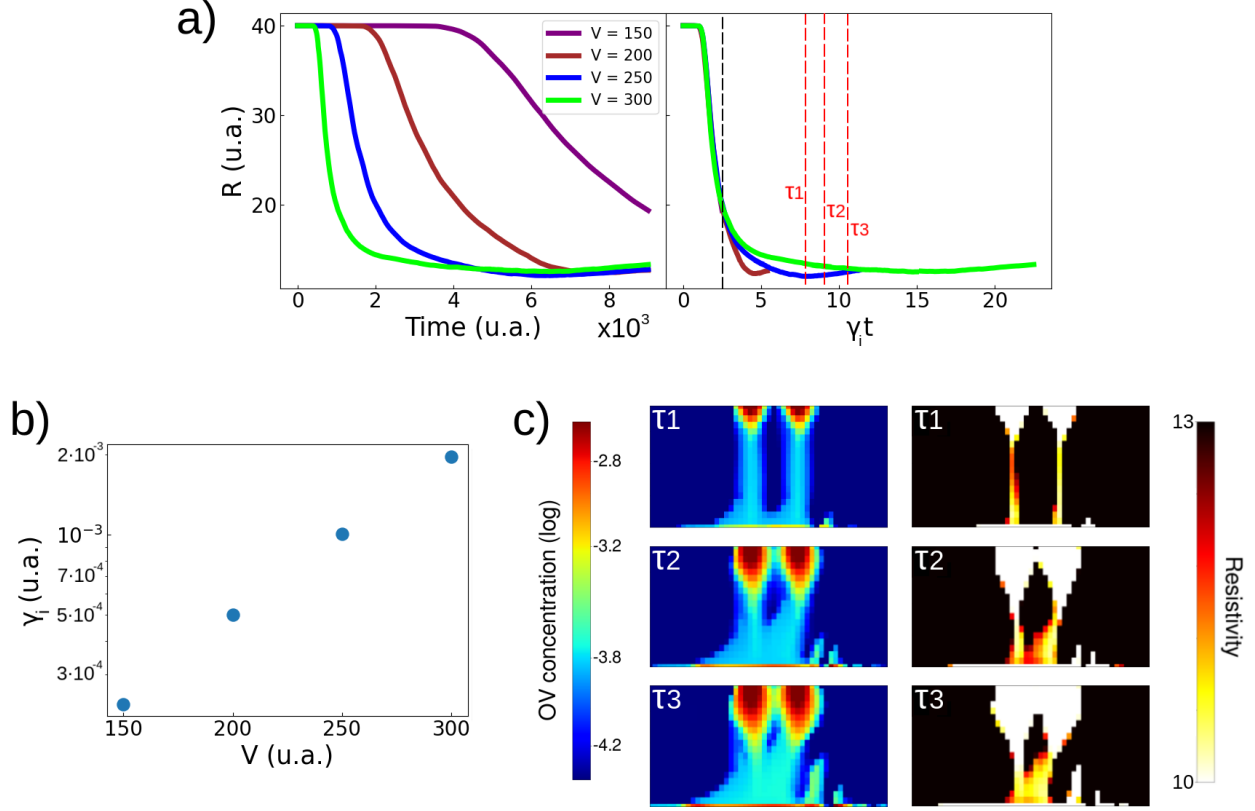 a)
R (u.a.)
40
30
20
V = 150
V = 200
V = 250
V = 300
0 2 4 6 8
Time (u.a.) x10³
τ1
τ2
τ3
0 5 10 15 20
γᵢt
b)
γᵢ (u.a.)
2·10⁻³
10⁻³
7·10⁻⁴
5·10⁻⁴
3·10⁻⁴
150 200 250 300
V (u.a.)
c)
OV concentration (log)
-2.8
-3.2
-3.8
-4.2
τ1
τ1
τ2
τ2
τ3
τ3
13
Resistivity
10